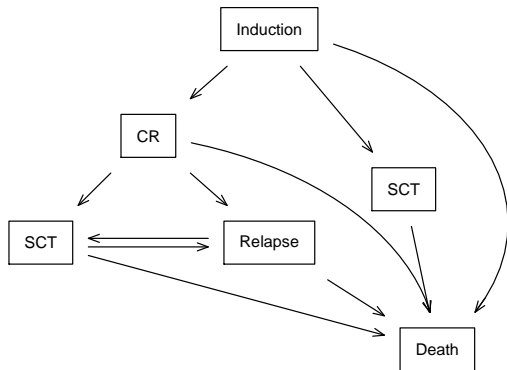 Induction
CR
SCT
SCT
Relapse
Death